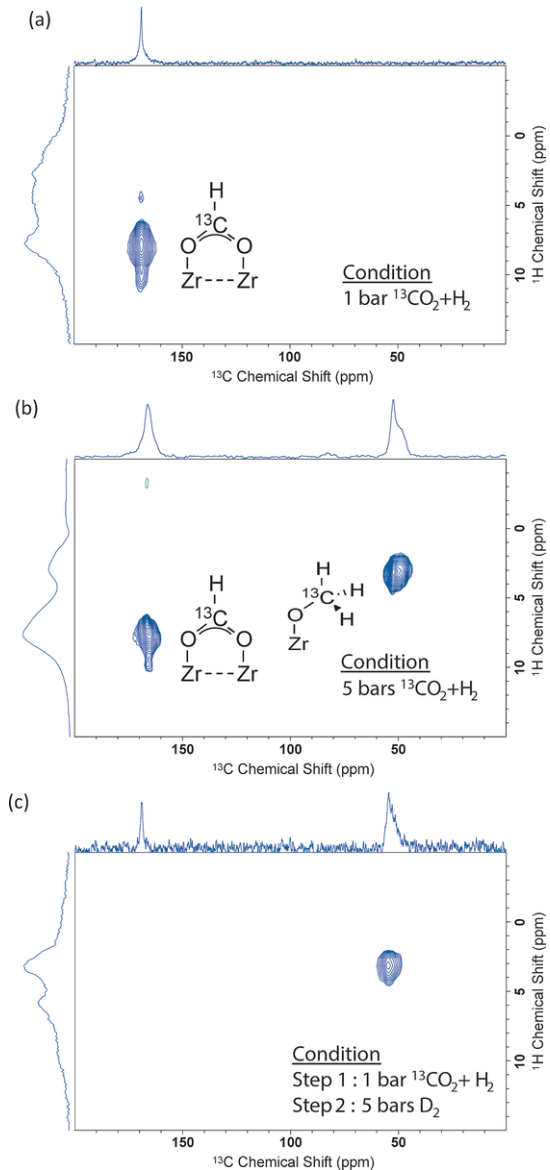 (a)
0
5
10
¹H Chemical Shift (ppm)
H
¹³C
O O
Zr---Zr
Condition
1 bar ¹³CO₂+H₂
150 100 50
¹³C Chemical Shift (ppm)
(b)
0
5
10
¹H Chemical Shift (ppm)
H
¹³C
O O
Zr---Zr
H
¹³C H
O H
Zr
Condition
5 bars ¹³CO₂+H₂
150 100 50
¹³C Chemical Shift (ppm)
(c)
0
5
10
¹H Chemical Shift (ppm)
Condition
Step 1 : 1 bar ¹³CO₂+ H₂
Step 2 : 5 bars D₂
150 100 50
¹³C Chemical Shift (ppm)